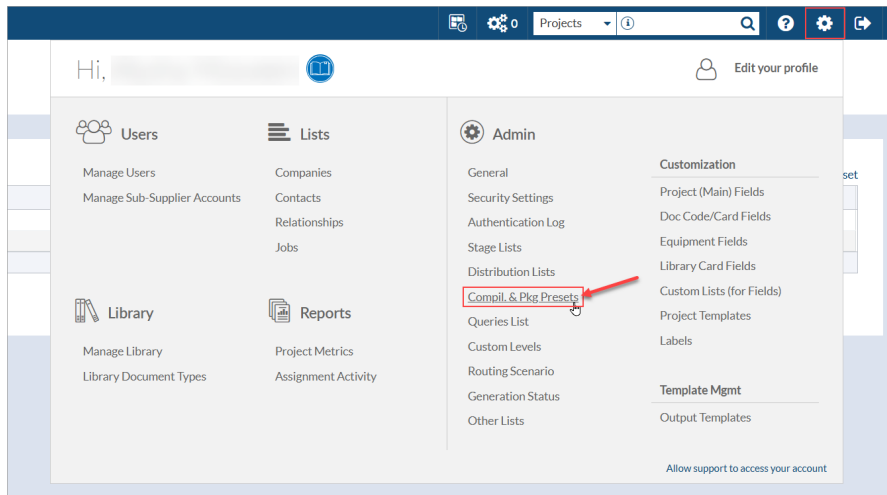 0
Projects
Hi,
Edit your profile
Users
Manage Users
Manage Sub-Supplier Accounts
Lists
Companies
Contacts
Relationships
Jobs
Library
Manage Library
Library Document Types
Reports
Project Metrics
Assignment Activity
Admin
General
Security Settings
Authentication Log
Stage Lists
Distribution Lists
Compil. & Pkg Presets
Queries List
Custom Levels
Routing Scenario
Generation Status
Other Lists
Customization
Project (Main) Fields
Doc Code/Card Fields
Equipment Fields
Library Card Fields
Custom Lists (for Fields)
Project Templates
Labels
Template Mgmt
Output Templates
Allow support to access your account
set